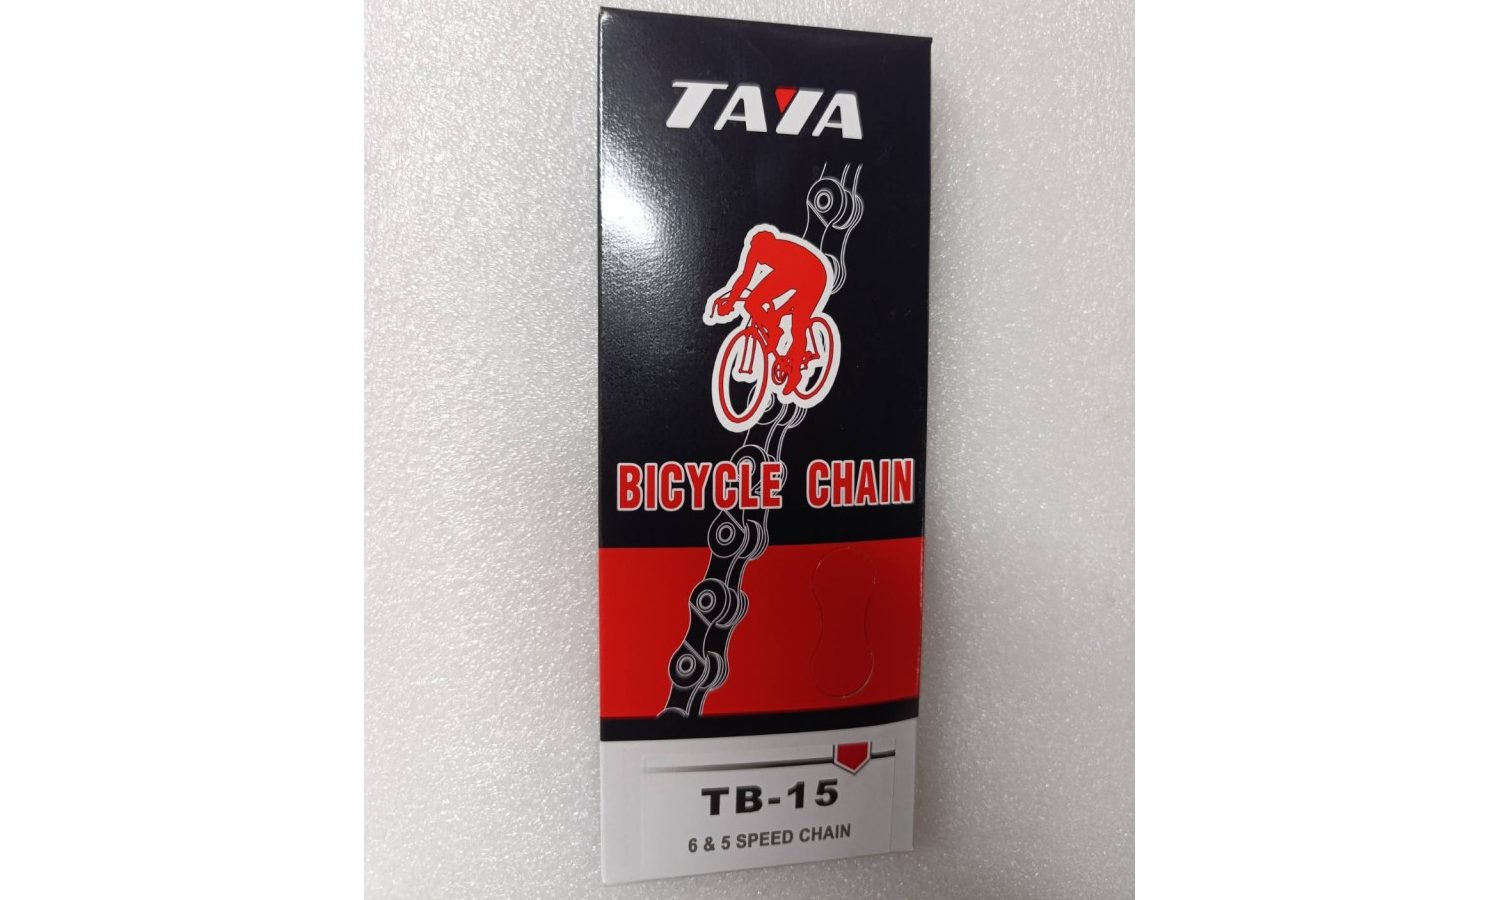 TAYA
BICYCLE CHAIN
TB-15
6 & 5 SPEED CHAIN